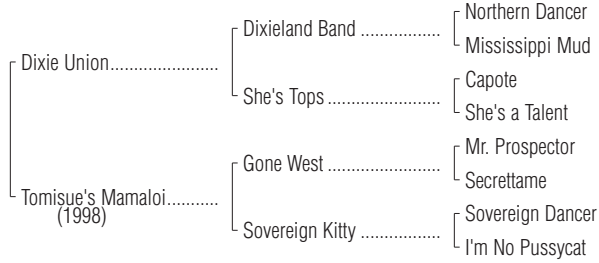 Northern Dancer
Dixieland Band ..................
Mississippi Mud
Dixie Union.......................
Capote
She's Tops .........................
She's a Talent
Mr. Prospector
Gone West .........................
Secrettame
Tomisue's Mamaloi...........
(1998)
Sovereign Dancer
Sovereign Kitty ..................
I'm No Pussycat